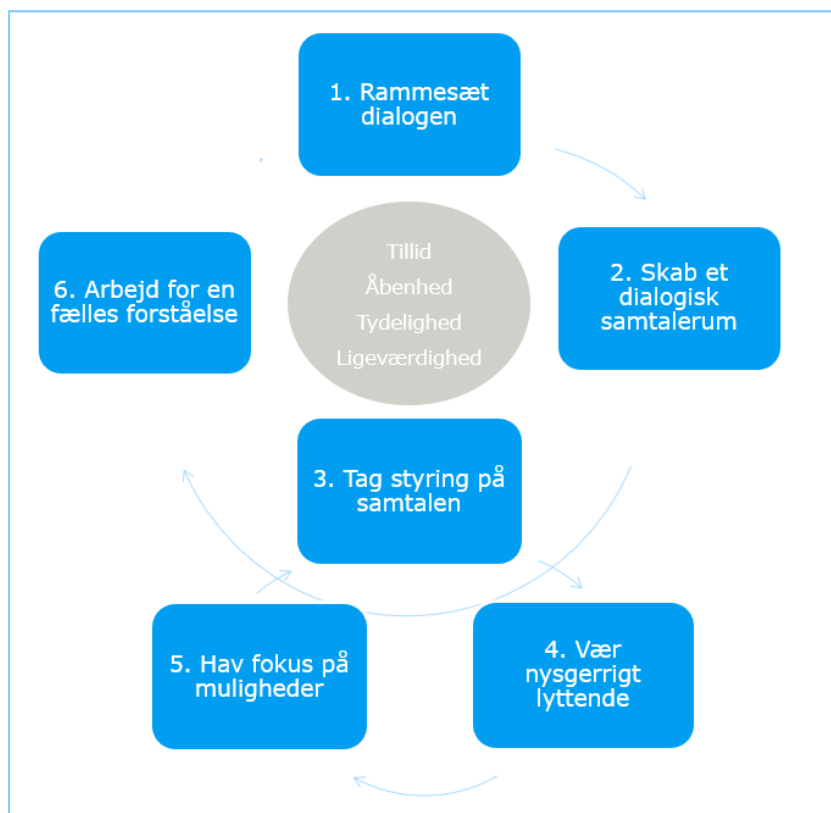 1. Rammesæt
dialogen
2. Skab et
dialogisk
samtalerum
3. Tag styring på
samtalen
4. Vær
nysgerrigt
lyttende
5. Hav fokus på
muligheder
6. Arbejd for en
fælles forståelse
Tillid
Åbenhed
Tydelighed
Ligeværdighed